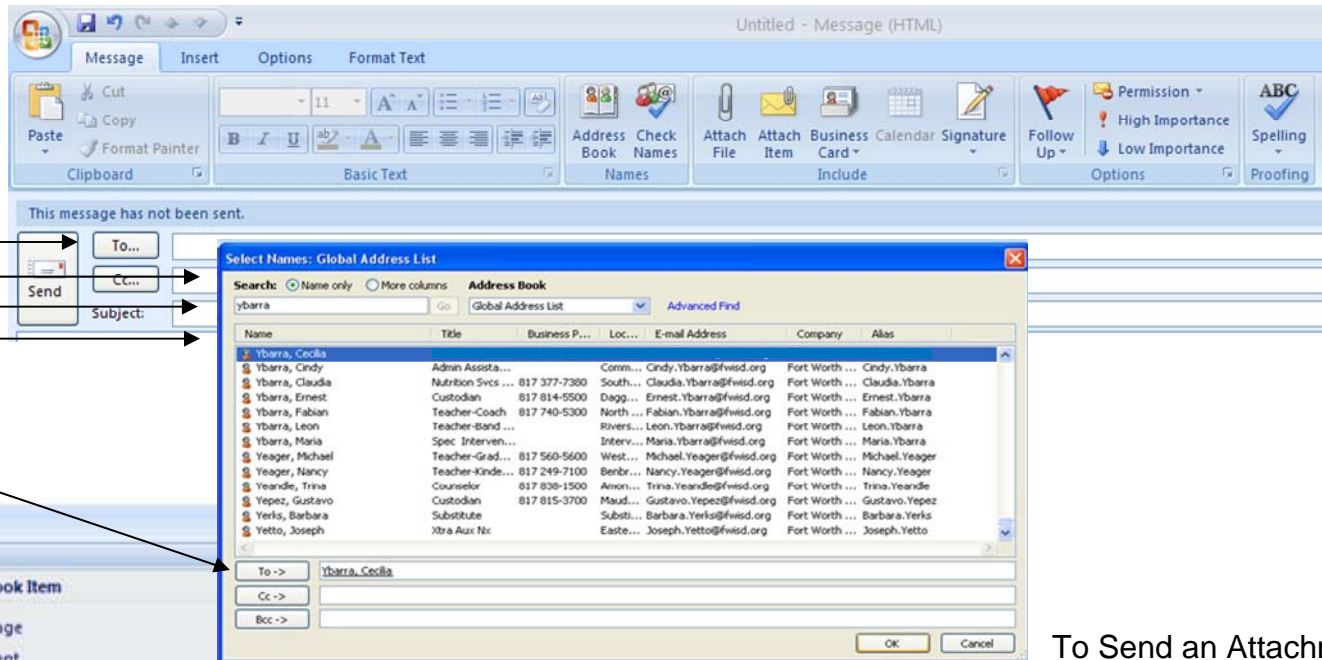 Untitled - Message (HTML)
Message Insert Options Format Text
Paste
Cut
Copy
Format Painter
Clipboard
11
B I U
Basic Text
Address Book
Check Names
Names
Attach File
Attach Item
Business Card
Calendar
Signature
Include
Follow Up
Permission
High Importance
Low Importance
Options
ABC
Spelling
Proofing
This message has not been sent.
Send
To...
Cc...
Subject:
Select Names: Global Address List
Search: Name only More columns Address Book
ybarra Go Global Address List Advanced Find
Name Title Business P... Loc... E-mail Address Company Alias
Ybarra, Cecilia
Ybarra, Cindy Admin Assista... Comm... Cindy.Ybarra@fwisd.org Fort Worth ... Cindy.Ybarra
Ybarra, Claudia Nutrition Svcs ... 817 377-7380 South... Claudia.Ybarra@fwisd.org Fort Worth ... Claudia.Ybarra
Ybarra, Ernest Custodian 817 814-5500 Dagg... Ernest.Ybarra@fwisd.org Fort Worth ... Ernest.Ybarra
Ybarra, Fabian Teacher-Coach 817 740-5300 North ... Fabian.Ybarra@fwisd.org Fort Worth ... Fabian.Ybarra
Ybarra, Leon Teacher-Band ... Rivers... Leon.Ybarra@fwisd.org Fort Worth ... Leon.Ybarra
Ybarra, Maria Spec Interven... Interv... Maria.Ybarra@fwisd.org Fort Worth ... Maria.Ybarra
Yeager, Michael Teacher-Grad... 817 560-5600 West... Michael.Yeager@fwisd.org Fort Worth ... Michael.Yeager
Yeager, Nancy Teacher-Kinde... 817 249-7100 Benbr... Nancy.Yeager@fwisd.org Fort Worth ... Nancy.Yeager
Yeandle, Trina Counselor 817 838-1500 Amon... Trina.Yeandle@fwisd.org Fort Worth ... Trina.Yeandle
Yepez, Gustavo Custodian 817 815-3700 Maud... Gustavo.Yepez@fwisd.org Fort Worth ... Gustavo.Yepez
Yerks, Barbara Substitute Substi... Barbara.Yerks@fwisd.org Fort Worth ... Barbara.Yerks
Yetto, Joseph Xtra Aux Nx Easte... Joseph.Yetto@fwisd.org Fort Worth ... Joseph.Yetto
To -> Ybarra, Cecilia
Cc ->
Bcc ->
OK Cancel
ook Item
age
To Send an Attach